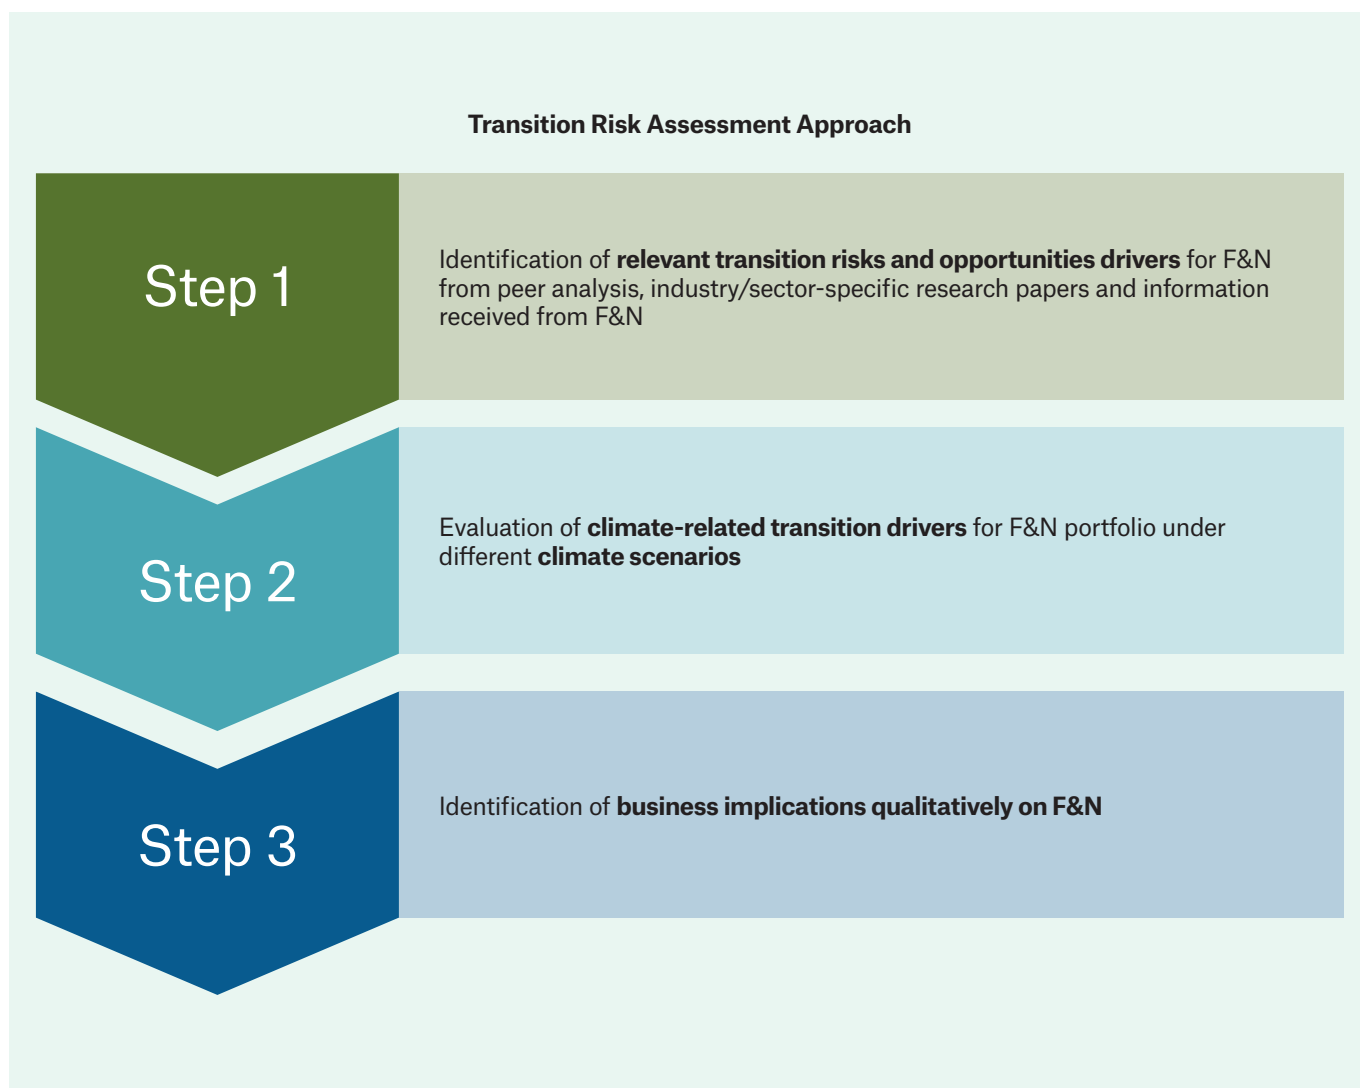 Transition Risk Assessment Approach
Step 1
Identification of relevant transition risks and opportunities drivers for F&N
from peer analysis, industry/sector-specific research papers and information
received from F&N
Step 2
Evaluation of climate-related transition drivers for F&N portfolio under
different climate scenarios
Step 3
Identification of business implications qualitatively on F&N